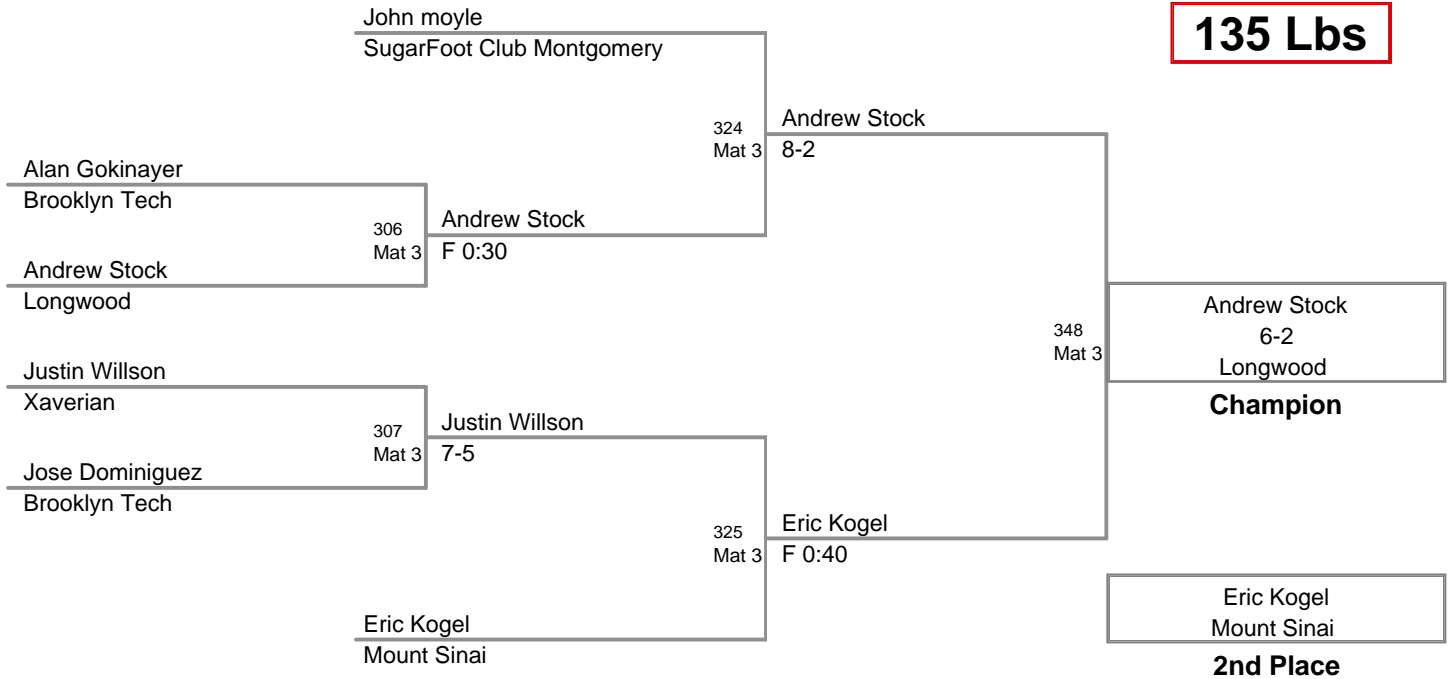 John moyle
SugarFoot Club Montgomery
135 Lbs
324
Mat 3
Andrew Stock
8-2
Alan Gokinayer
Brooklyn Tech
306
Mat 3
Andrew Stock
F 0:30
Andrew Stock
Longwood
348
Mat 3
Andrew Stock
6-2
Longwood
Champion
Justin Willson
Xaverian
307
Mat 3
Justin Willson
7-5
Jose Dominiguez
Brooklyn Tech
325
Mat 3
Eric Kogel
F 0:40
Eric Kogel
Mount Sinai
Eric Kogel
Mount Sinai
2nd Place